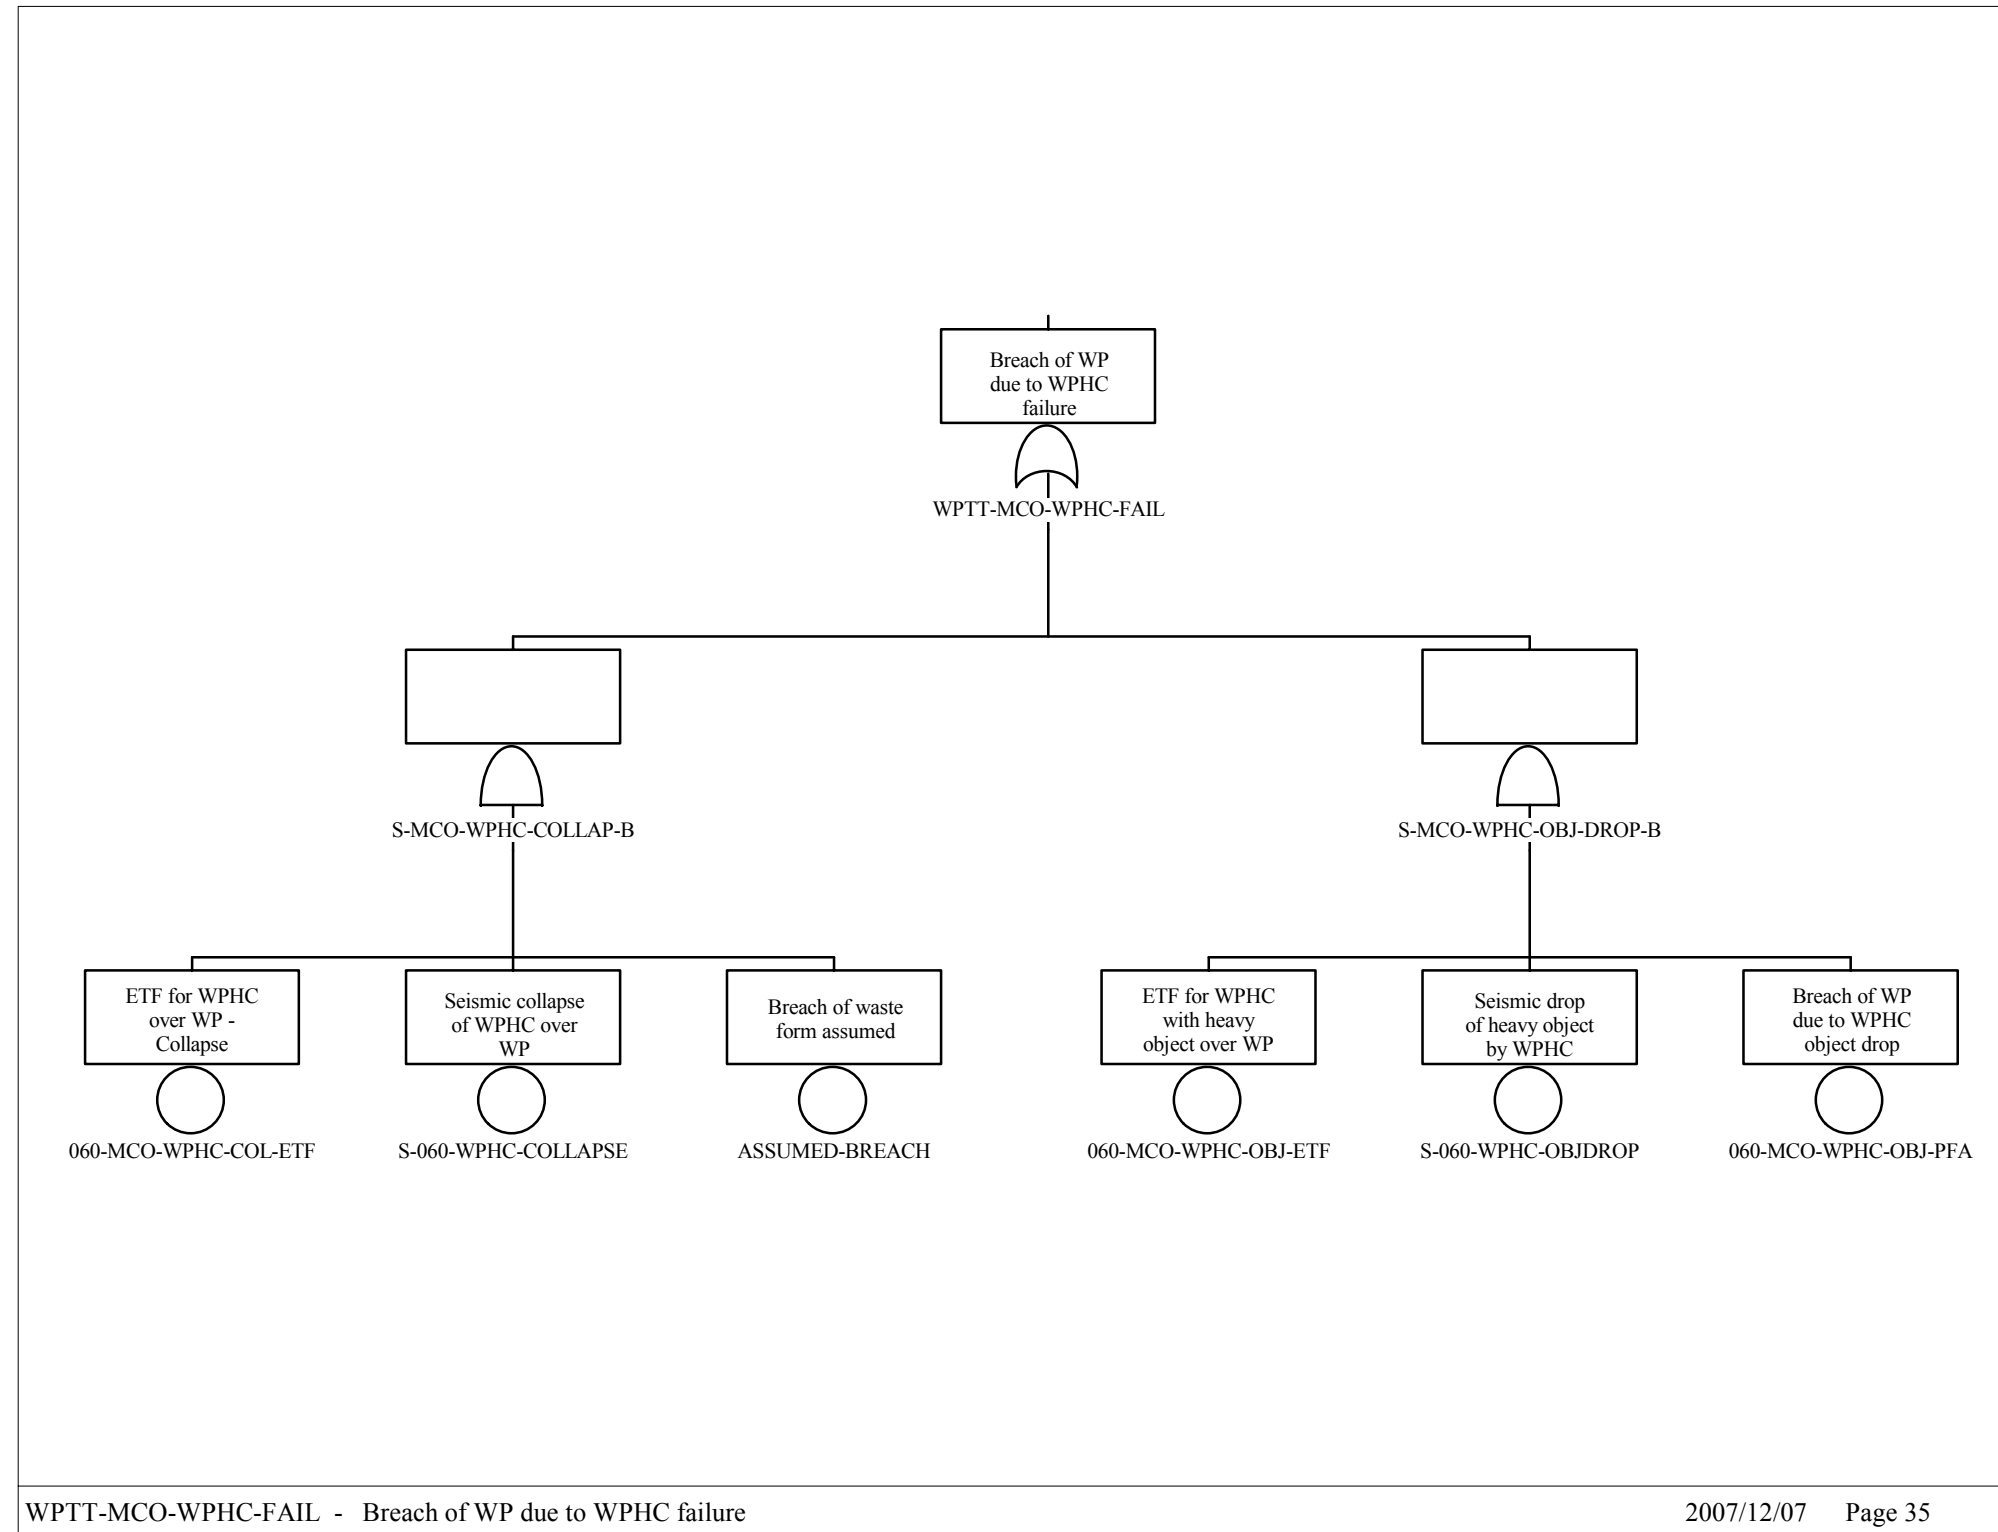 Breach of WP
due to WPHC
failure
WPTT-MCO-WPHC-FAIL
S-MCO-WPHC-COLLAP-B
S-MCO-WPHC-OBJ-DROP-B
ETF for WPHC
over WP -
Collapse
060-MCO-WPHC-COL-ETF
Seismic collapse
of WPHC over
WP
S-060-WPHC-COLLAPSE
Breach of waste
form assumed
ASSUMED-BREACH
ETF for WPHC
with heavy
object over WP
060-MCO-WPHC-OBJ-ETF
Seismic drop
of heavy object
by WPHC
S-060-WPHC-OBJDROP
Breach of WP
due to WPHC
object drop
060-MCO-WPHC-OBJ-PFA
WPTT-MCO-WPHC-FAIL - Breach of WP due to WPHC failure
2007/12/07 Page 35